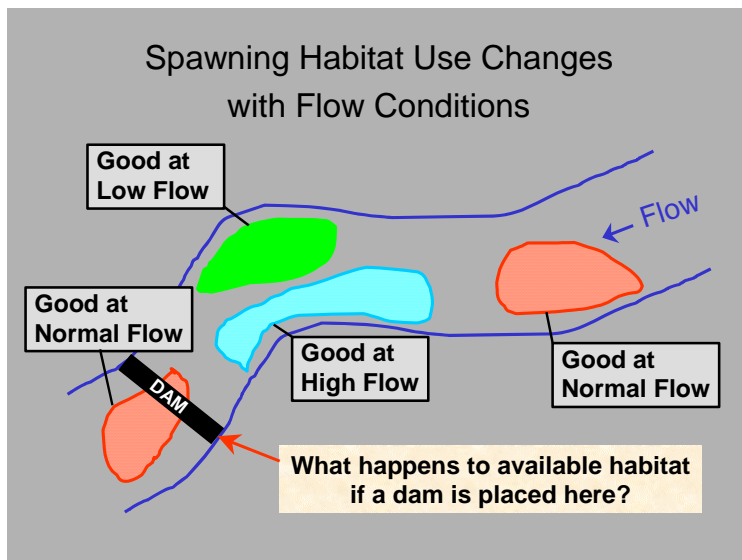 Spawning Habitat Use Changes
with Flow Conditions
Good at
Low Flow
Flow
Good at
Normal Flow
Good at
High Flow
Good at
Normal Flow
DAM
What happens to available habitat
if a dam is placed here?